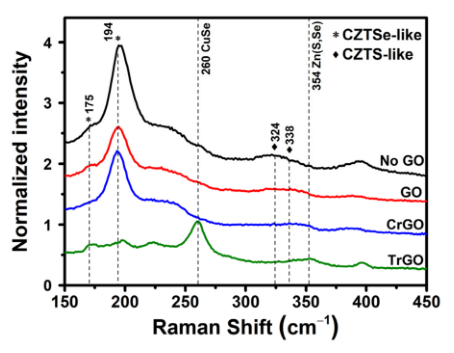 * CZTSe-like
♦ CZTS-like
194
*
* 175
260 CuSe
354 Zn(S,Se)
♦ 324
♦ 338
No GO
GO
CrGO
TrGO
4
3
2
1
0
150 200 250 300 350 400 450
Normalized intensity
Raman Shift (cm⁻¹)